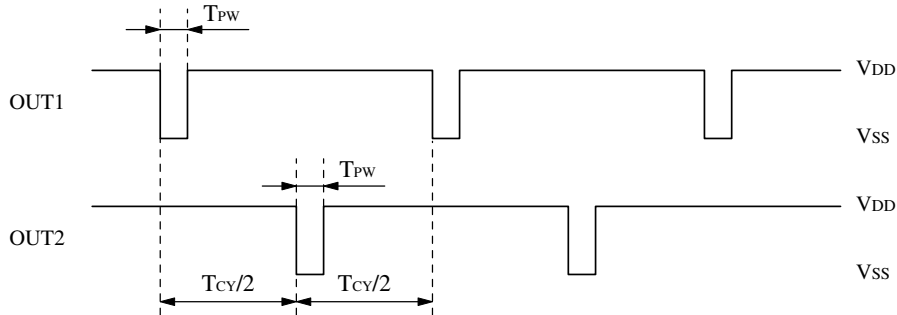 TPW
VDD
OUT1
VSS
TPW
VDD
OUT2
VSS
TCY/2 TCY/2